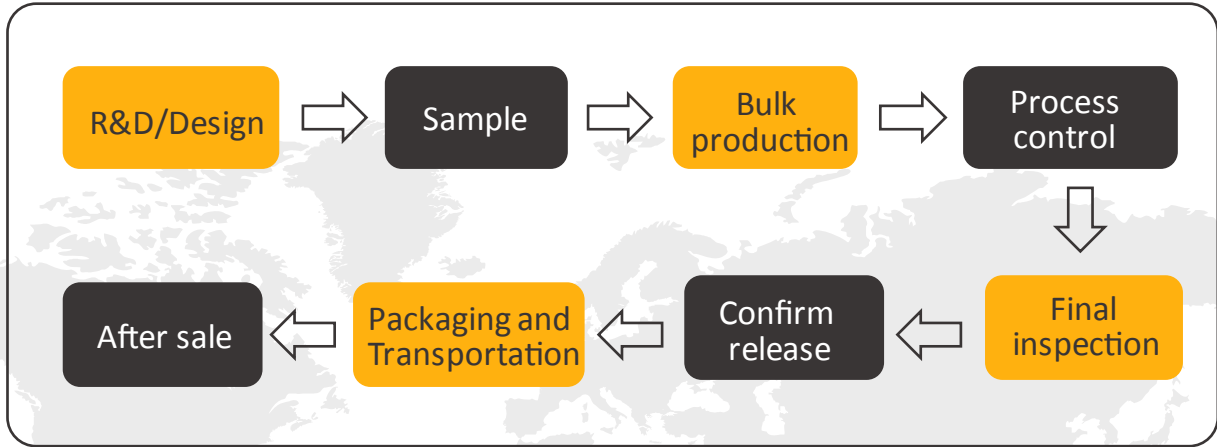 R&D/Design
Sample
Bulk
production
Process
control
Final
inspection
Confirm
release
Packaging and
Transportation
After sale